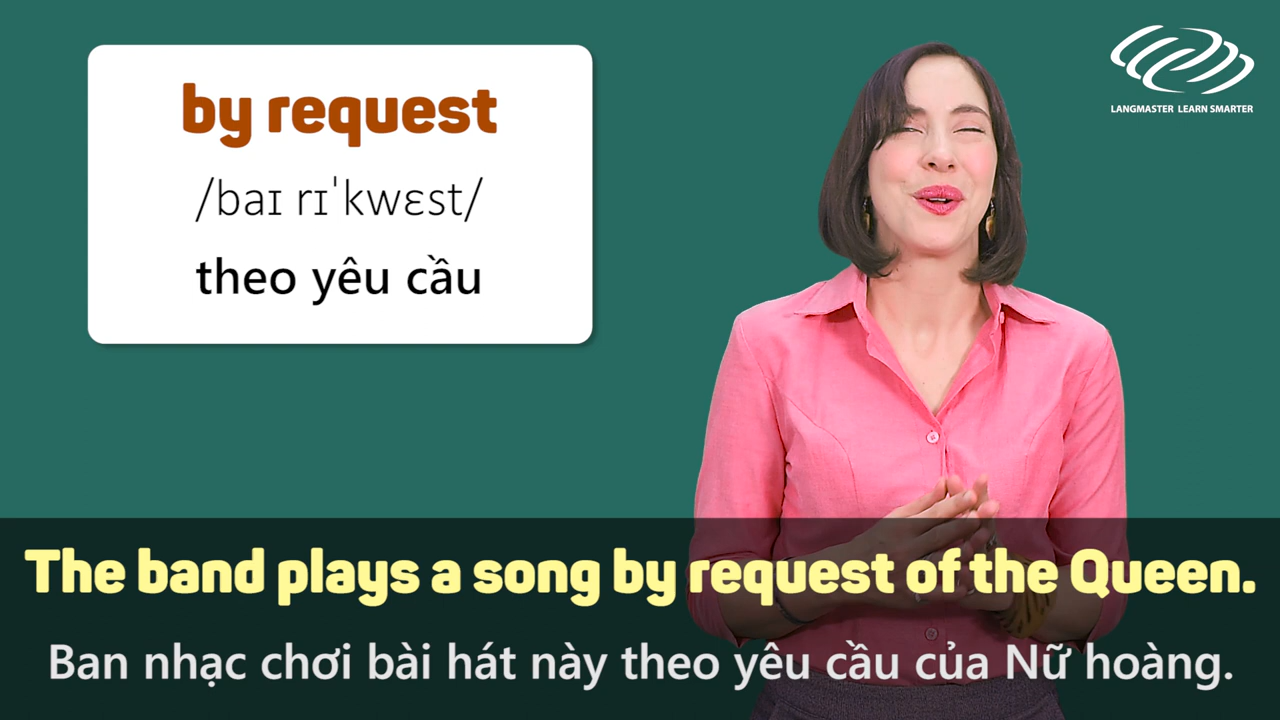 by request
/baɪ rɪˈkwɛst/
theo yêu cầu
LANGMASTER LEARN SMARTER
The band plays a song by request of the Queen.
Ban nhạc chơi bài hát này theo yêu cầu của Nữ hoàng.